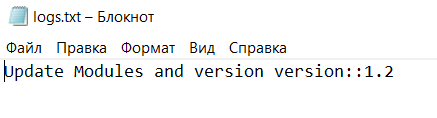 logs.txt – Блокнот
Файл Правка Формат Вид Справка
Update Modules and version version::1.2